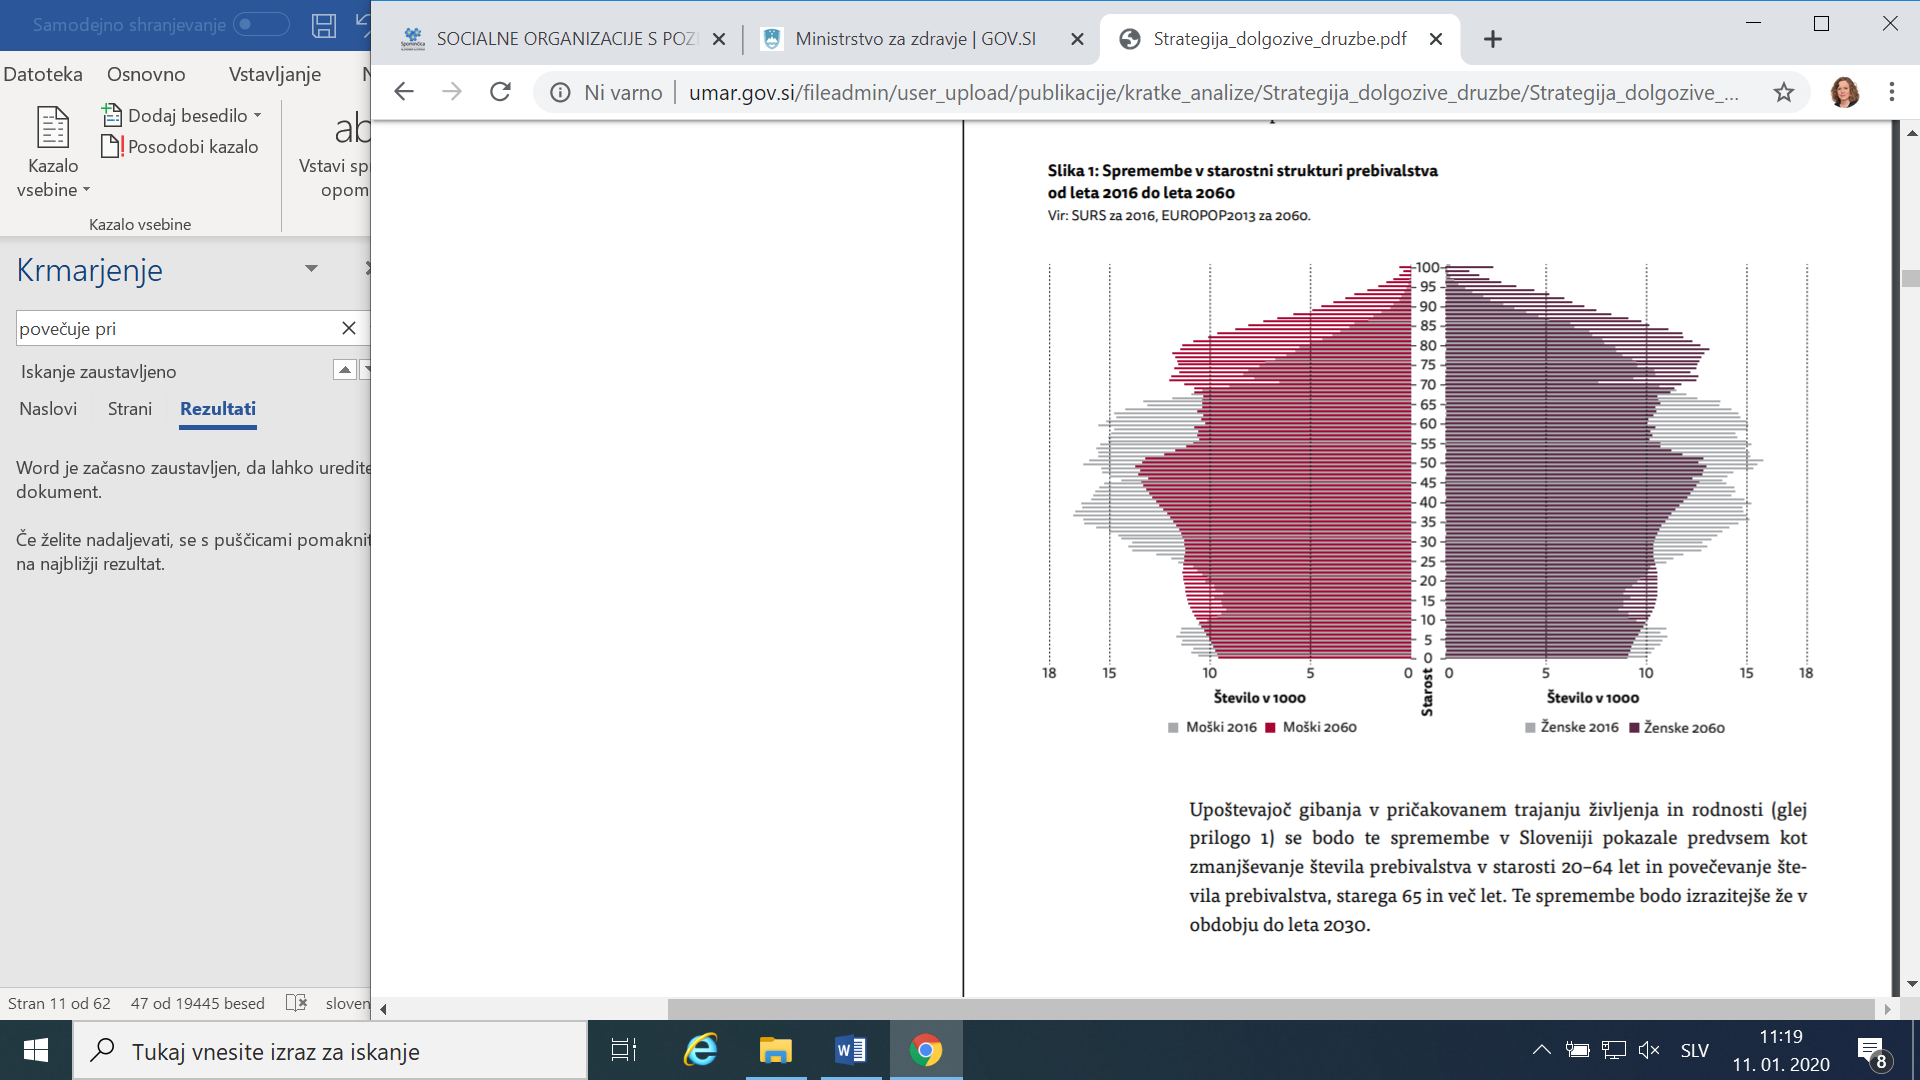 Samodejno shranjevanje
Datoteka Osnovno Vstavljanje
Kazalo
vsebine
Dodaj besedilo
Posodobi kazalo
ab
Vstavi
opom
Kazalo vsebine
Krmarjenje
povečuje pri
Iskanje zaustavljeno
Naslovi Strani Rezultati
Word je začasno zaustavljen, da lahko uredite
dokument.
Če želite nadaljevati, se s puščicami pomaknit
na najbližji rezultat.
Stran 11 od 62 47 od 19445 besed sloven
SOCIALNE ORGANIZACIJE S POZ
Ministrstvo za zdravje | GOV.SI
Strategija_dolgozive_druzbe.pdf
Ni varno | umar.gov.si/fileadmin/user_upload/publikacije/kratke_analize/Strategija_dolgozive_druzbe/Strategija_dolgozive_...
Slika 1: Spremembe v starostni strukturi prebivalstva
od leta 2016 do leta 2060
Vir: SURS za 2016, EUROPOP2013 za 2060.
100
95
90
85
80
75
70
65
60
55
50
45
40
35
30
25
20
15
10
5
0
18 15 10 5 0 0 5 10 15 18
Starost
Število v 1000 Število v 1000
Moški 2016 Moški 2060 Ženske 2016 Ženske 2060
Upoštevajoč gibanja v pričakovanem trajanju življenja in rodnosti (glej
prilogo 1) se bodo te spremembe v Sloveniji pokazale predvsem kot
zmanjševanje števila prebivalstva v starosti 20–64 let in povečevanje šte-
vila prebivalstva, starega 65 in več let. Te spremembe bodo izrazitejše že v
obdobju do leta 2030.
Tukaj vnesite izraz za iskanje
SLV
11:19
11. 01. 2020
8